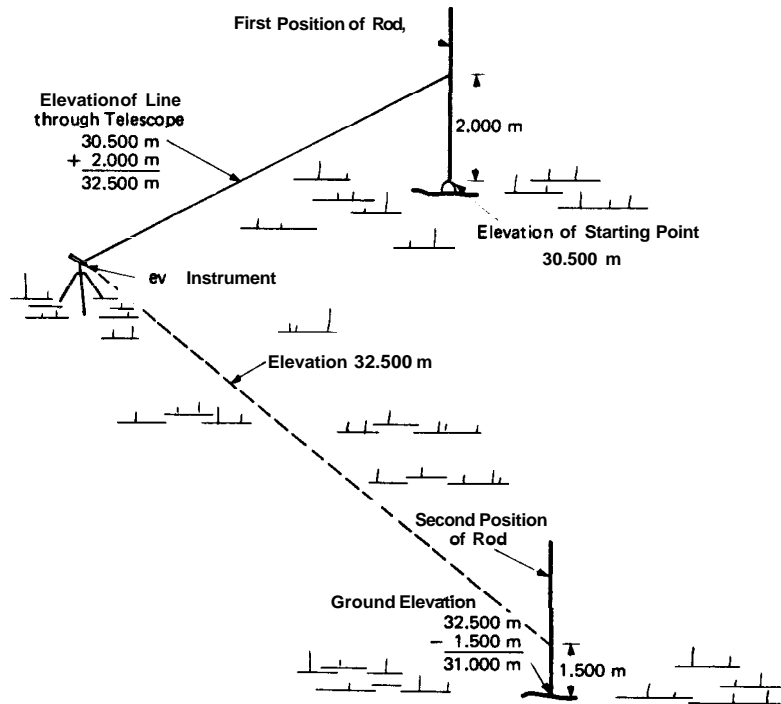 First Position of Rod,
Elevationof Line
through Telescope
30.500 m
+ 2.000 m
32.500 m
2.000 m
Elevation of Starting Point
30.500 m
ev Instrument
Elevation 32.500 m
Second Position
of Rod
Ground Elevation
32.500 m
- 1.500 m
31.000 m
1.500 m